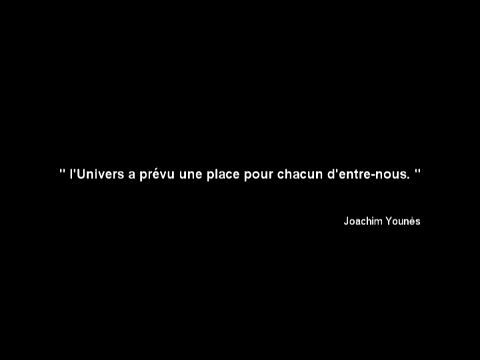 " l'Univers a prévu une place pour chacun d'entre-nous. "
Joachim Younès